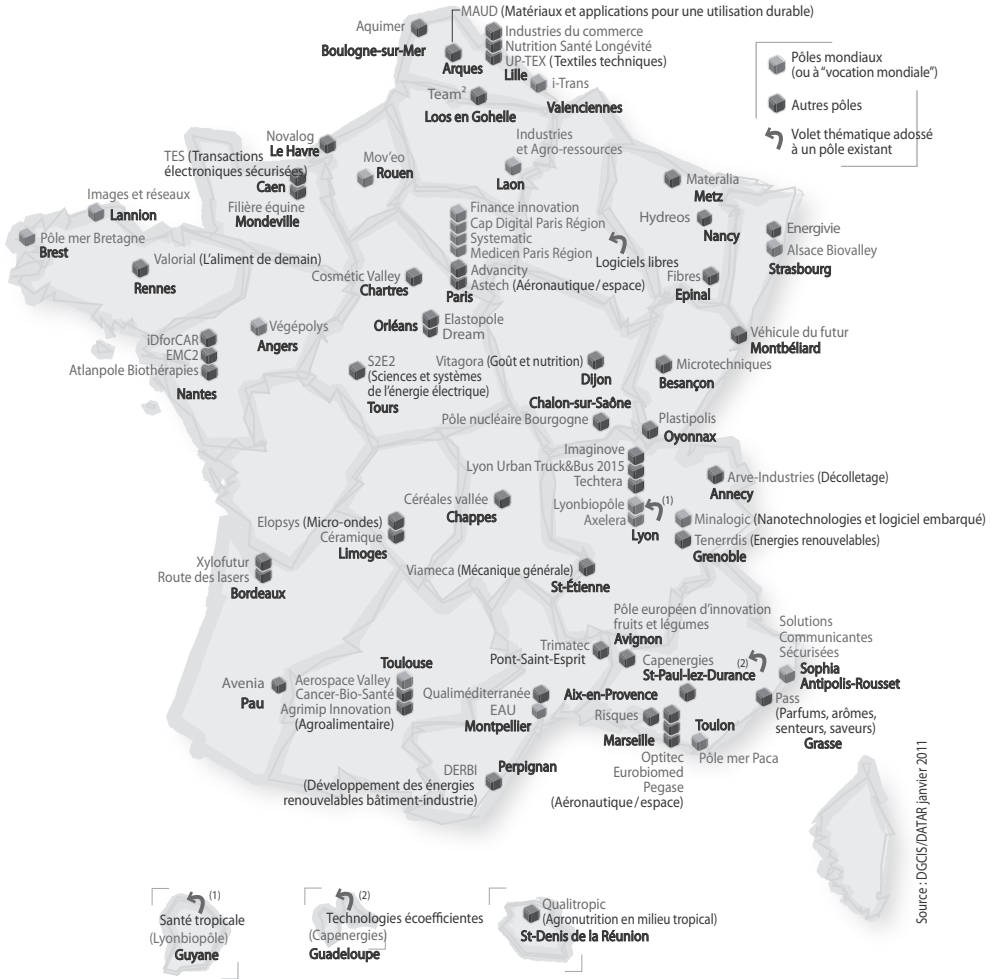 MAUD (Matériaux et applications pour une utilisation durable)
Aquimer
Boulogne-sur-Mer
Arques
Industries du commerce
Nutrition Santé Longévité
UP-TEX (Textiles techniques)
Lille
i-Trans
Valenciennes
Team²
Loos en Gohelle
Pôles mondiaux
(ou à "vocation mondiale")
Autres pôles
Volet thématique adossé
à un pôle existant
Novalog
Le Havre
TES (Transactions
électroniques sécurisées)
Caen
Filière équine
Mondeville
Mov'eo
Rouen
Industries
et Agro-ressources
Laon
Materalia
Metz
Hydreos
Nancy
Energivie
Alsace Biovalley
Strasbourg
Fibres
Epinal
Images et réseaux
Lannion
Pôle mer Bretagne
Brest
Valorial (L'aliment de demain)
Rennes
Finance innovation
Cap Digital Paris Région
Systematic
Medicen Paris Région
Advancity
Astech (Aéronautique/espace)
Paris
Logiciels libres
Cosmétic Valley
Chartres
Orléans
Elastopole
Dream
Végépolys
Angers
iDforCAR
EMC2
Atlanpole Biothérapies
Nantes
S2E2
(Sciences et systèmes
de l'énergie électrique)
Tours
Vitagora (Goût et nutrition)
Dijon
Véhicule du futur
Montbéliard
Microtechniques
Besançon
Chalon-sur-Saône
Pôle nucléaire Bourgogne
Plastipolis
Oyonnax
Imaginove
Lyon Urban Truck&Bus 2015
Techtera
Lyonbiopôle
(1)
Axelera
Lyon
Arve-Industries (Décolletage)
Annecy
Minalogic (Nanotechnologies et logiciel embarqué)
Tenerrdis (Energies renouvelables)
Grenoble
Céréales vallée
Chappes
Elopsys (Micro-ondes)
Céramique
Limoges
Viameca (Mécanique générale)
St-Étienne
Xylofutur
Route des lasers
Bordeaux
Pôle européen d'innovation
fruits et légumes
Avignon
Trimatec
Pont-Saint-Esprit
Capenergies
St-Paul-lez-Durance
(2)
Solutions
Communicantes
Sécurisées
Sophia
Antipolis-Rousset
Avenia
Pau
Toulouse
Aerospace Valley
Cancer-Bio-Santé
Agrimip Innovation
(Agroalimentaire)
Qualiméditerranée
EAU
Montpellier
Aix-en-Provence
Risques
Marseille
Optitec
Eurobiomed
Pegase
(Aéronautique/espace)
Toulon
Pôle mer Paca
Pass
(Parfums, arômes,
senteurs, saveurs)
Grasse
DERBI
Perpignan
(Développement des énergies
renouvelables bâtiment-industrie)
Source : DGCIS/DATAR janvier 2011
(1)
Santé tropicale
(Lyonbiopôle)
Guyane
(2)
Technologies écoefficientes
(Capenergies)
Guadeloupe
Qualitropic
(Agronutrition en milieu tropical)
St-Denis de la Réunion